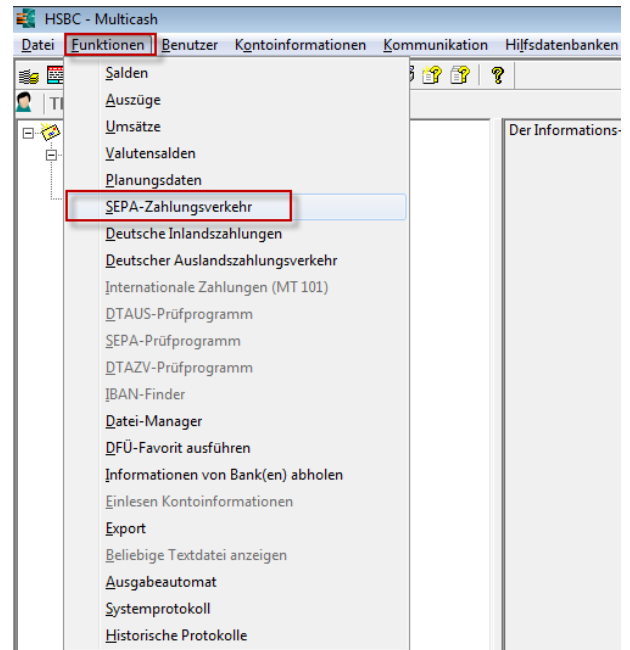 HSBC - Multicash
Datei Funktionen Benutzer Kontoinformationen Kommunikation Hilfsdatenbanken
Salden
Auszüge
Umsätze
Der Informations-
Valutensalden
Planungsdaten
SEPA-Zahlungsverkehr
Deutsche Inlandszahlungen
Deutscher Auslandszahlungsverkehr
Internationale Zahlungen (MT 101)
DTAUS-Prüfprogramm
SEPA-Prüfprogramm
DTAZV-Prüfprogramm
IBAN-Finder
Datei-Manager
DFÜ-Favorit ausführen
Informationen von Bank(en) abholen
Einlesen Kontoinformationen
Export
Beliebige Textdatei anzeigen
Ausgabeautomat
Systemprotokoll
Historische Protokolle